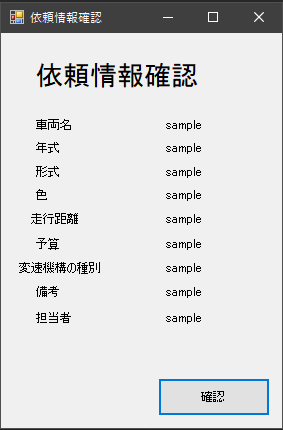 依頼情報確認
依頼情報確認
車両名 sample
年式 sample
形式 sample
色 sample
走行距離 sample
予算 sample
変速機構の種別 sample
備考 sample
担当者 sample
確認